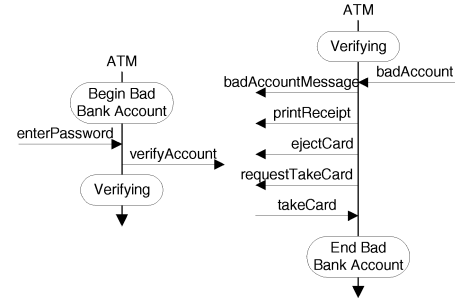 ATM
Begin Bad
Bank Account
enterPassword
verifyAccount
Verifying
ATM
Verifying
badAccount
badAccountMessage
printReceipt
ejectCard
requestTakeCard
takeCard
End Bad
Bank Account